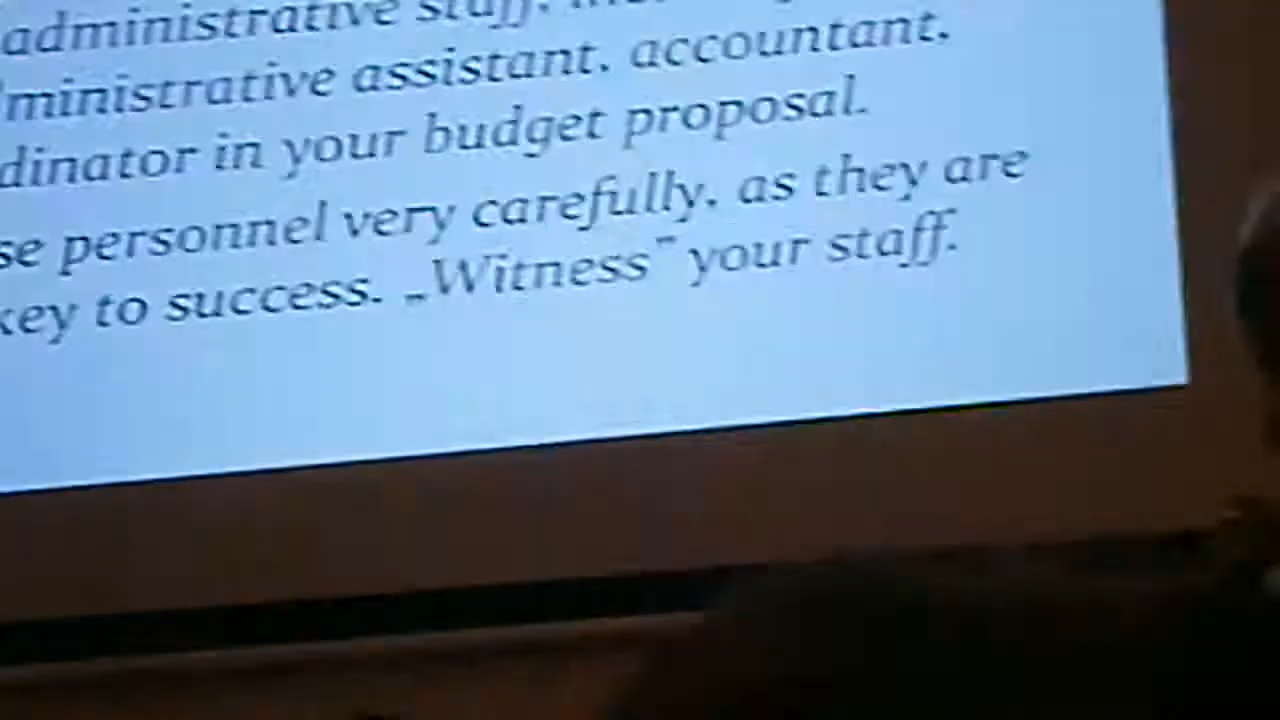 administrative staff.
ministrative assistant, accountant,
dinator in your budget proposal.
se personnel very carefully, as they are
key to success. „Witness” your staff.